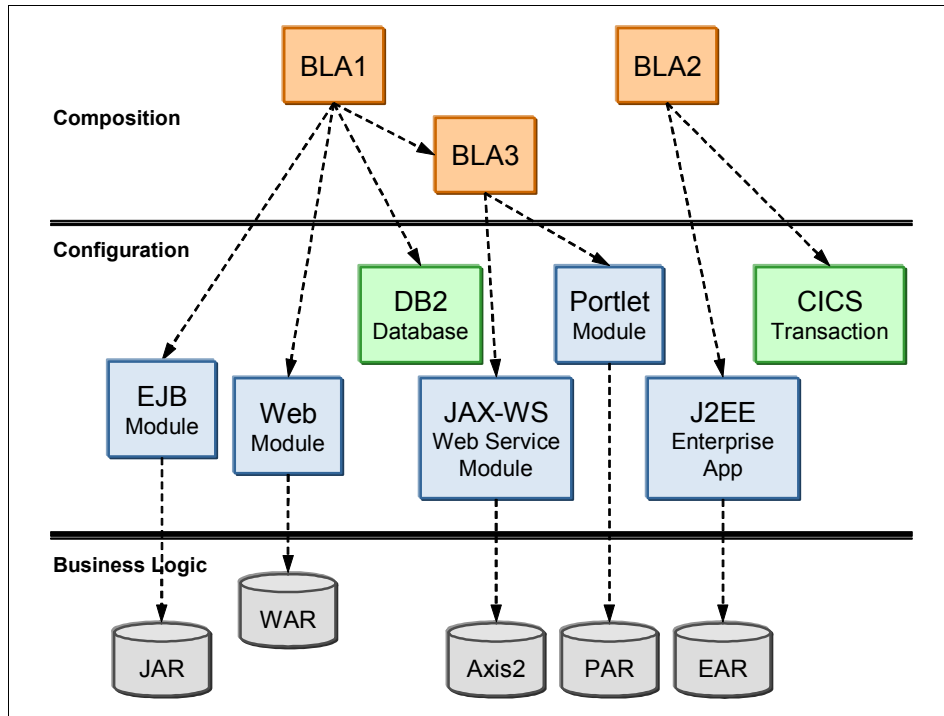 BLA1
BLA2
Composition
BLA3
Configuration
DB2
Database
Portlet
Module
CICS
Transaction
EJB
Module
Web
Module
JAX-WS
Web Service
Module
J2EE
Enterprise
App
Business Logic
WAR
JAR
Axis2
PAR
EAR